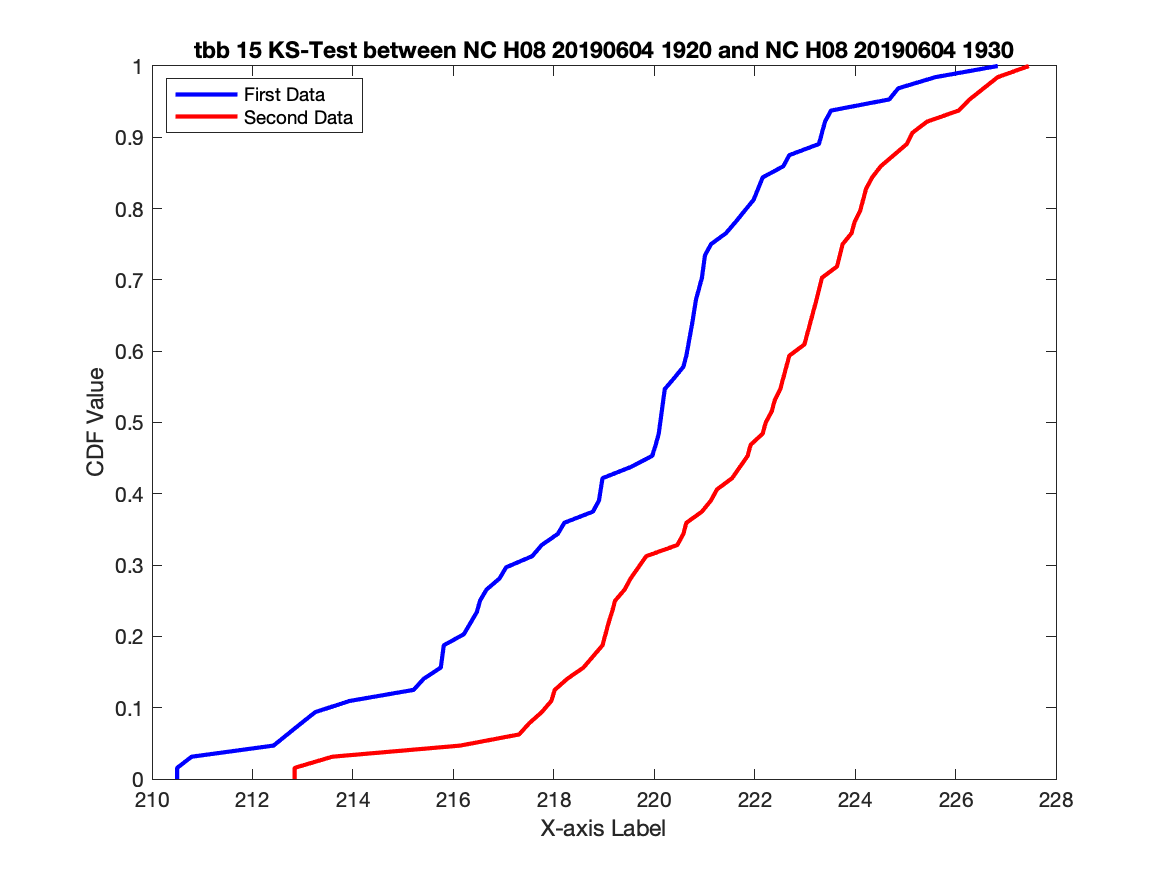 tbb 15 KS-Test between NC H08 20190604 1920 and NC H08 20190604 1930
First Data
Second Data
1
0.9
0.8
0.7
0.6
0.5
0.4
0.3
0.2
0.1
0
CDF Value
210 212 214 216 218 220 222 224 226 228
X-axis Label